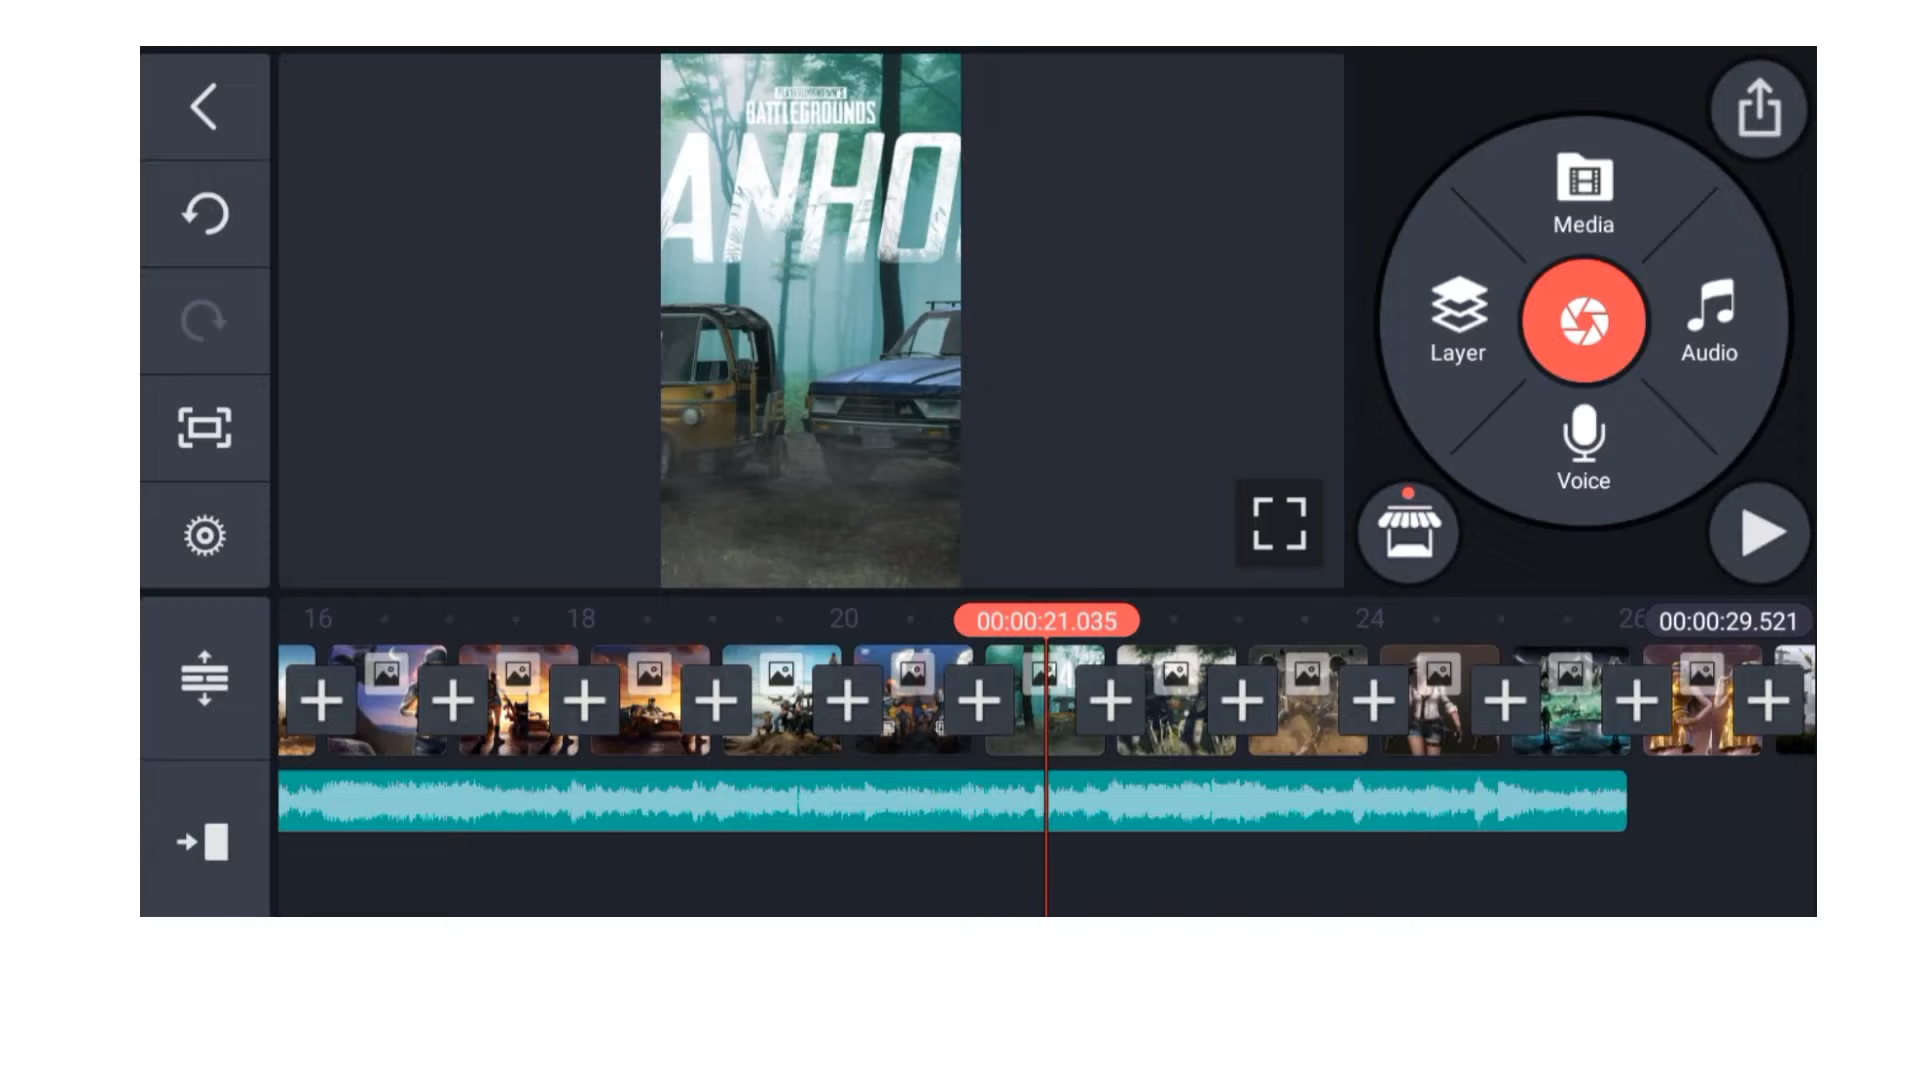 PLAYERUNKNOWN'S
BATTLEGROUNDS
ANHO
Media
Layer
Audio
Voice
16
18
20
00:00:21.035
24
26
00:00:29.521